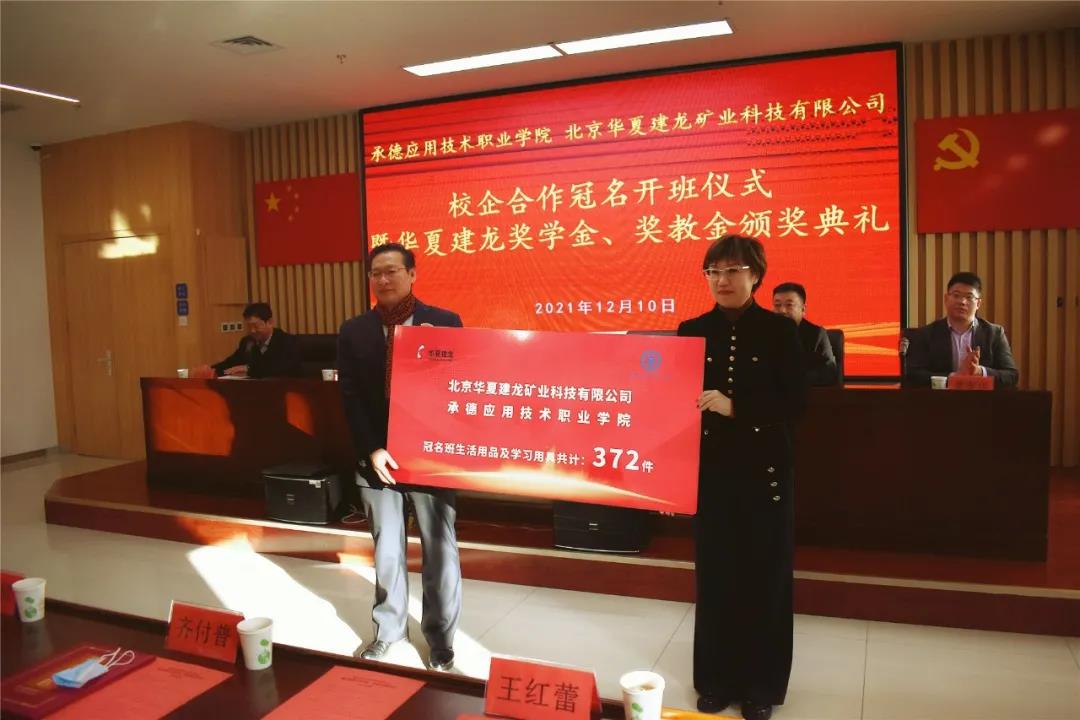 承德应用技术职业学院 北京华夏建龙矿业科技有限公司
校企合作冠名开班仪式
暨华夏建龙奖学金、奖教金颁奖典礼
2021年12月10日
华夏建龙
北京华夏建龙矿业科技有限公司
承德应用技术职业学院
冠名班生活用品及学习用具共计：372件
齐付普
王红蕾